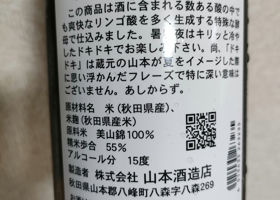 この商品は酒に含まれる数ある酸の中で
も爽快なリンゴ酸を多く生成する特殊な酵
母で仕込みました。暑い夜はキリッと冷や
してドキドキでお楽しみ下さい。尚、「ドキ
ドキ」は蔵元の山本が夏をイメージした際
に思い浮かんだフレーズで特に深い意味は
ございません。あしからず。
原材料名 米(秋田県産)、
米麹(秋田県産米)
原料米 美山錦100%
精米歩合 55%
アルコール分 15度
製造者 株式会社 山本酒造店
秋田県山本郡八峰町八森字八森269